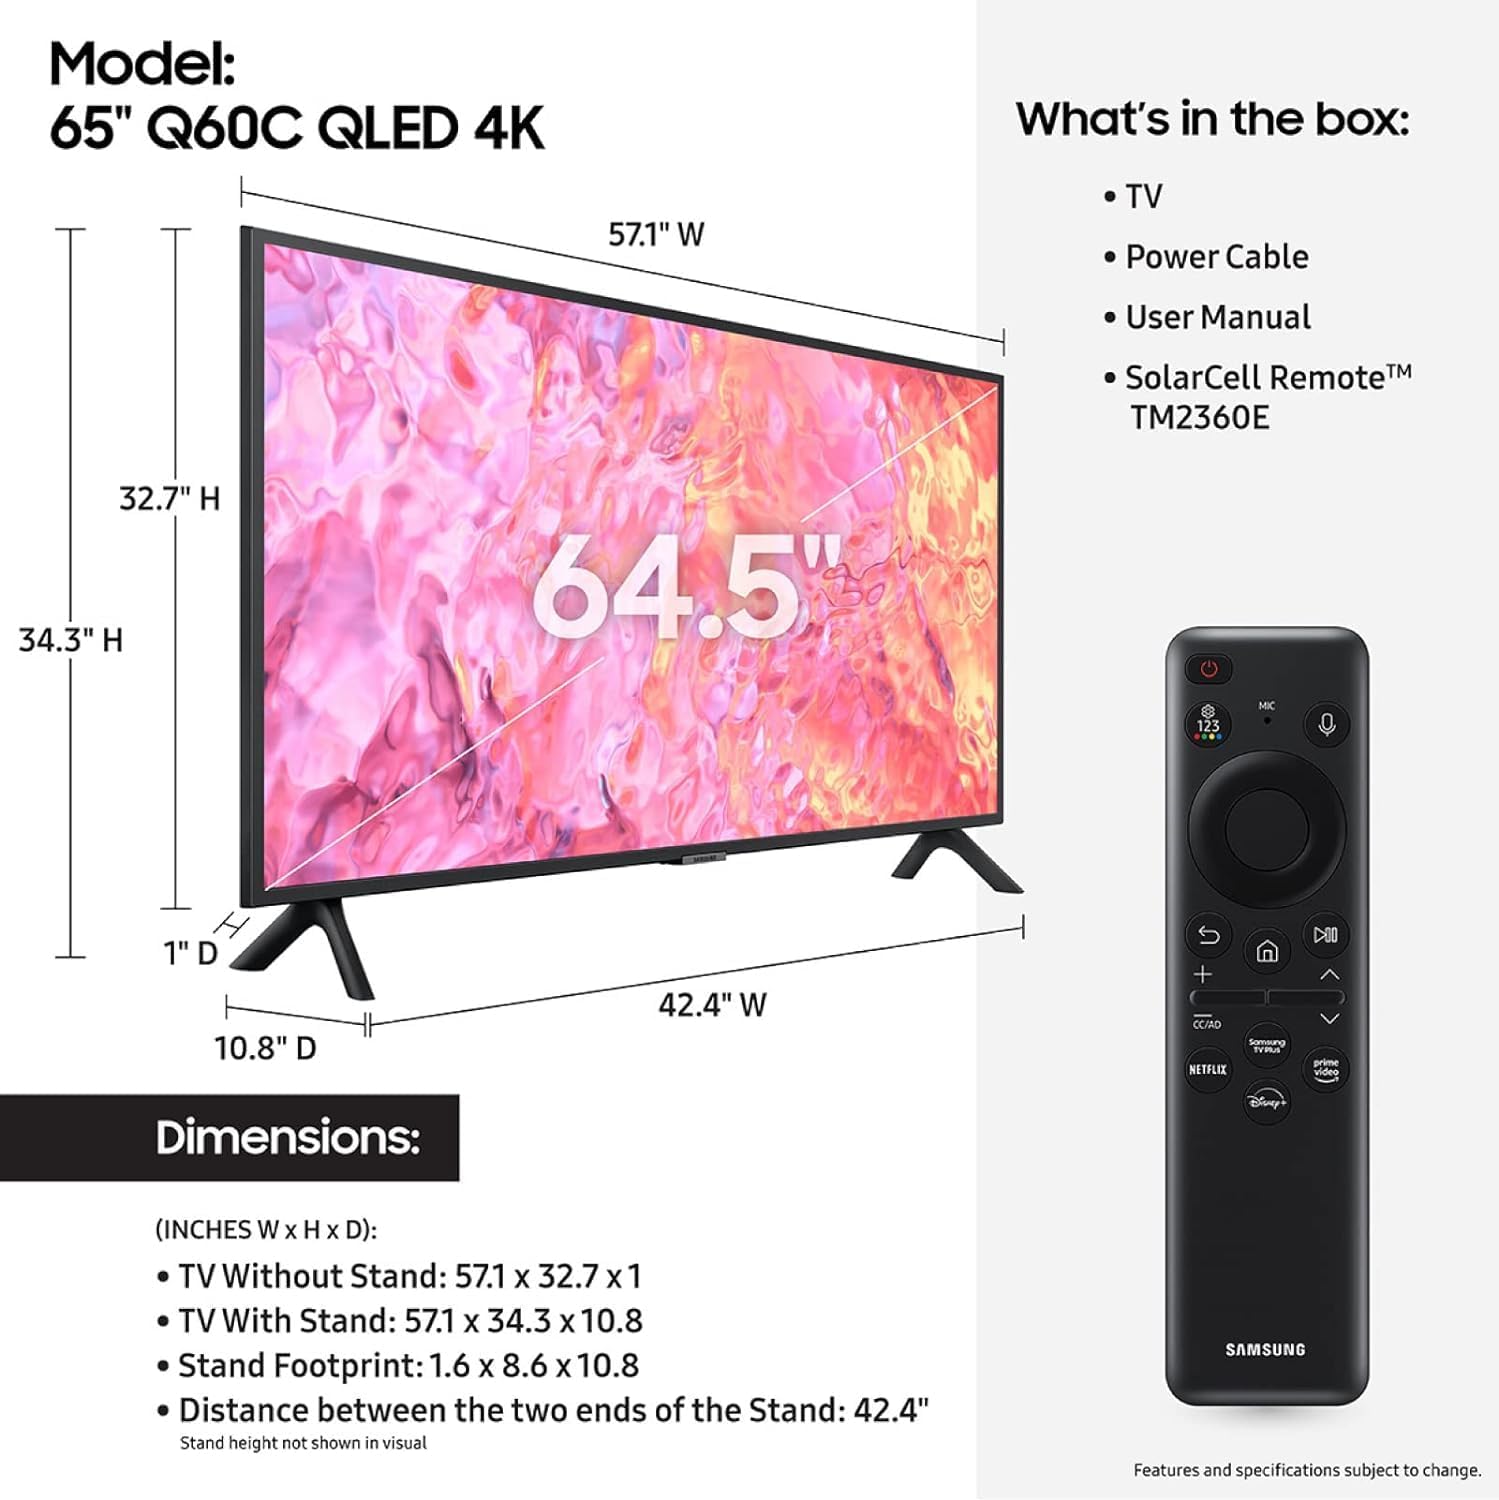 Model:
65" Q60C QLED 4K
57.1" W
32.7" H
34.3" H
64.5"
SAMSUNG
1" D
10.8" D
42.4" W
Dimensions:
(INCHES W x H x D):
• TV Without Stand: 57.1 x 32.7 x 1
• TV With Stand: 57.1 x 34.3 x 10.8
• Stand Footprint: 1.6 x 8.6 x 10.8
• Distance between the two ends of the Stand: 42.4"
Stand height not shown in visual
What's in the box:
• TV
• Power Cable
• User Manual
• SolarCell Remote™
TM2360E
MIC
123
CC/AD
Samsung
TV Plus
NETFLIX
prime
video
Disney+
SAMSUNG
Features and specifications subject to change.